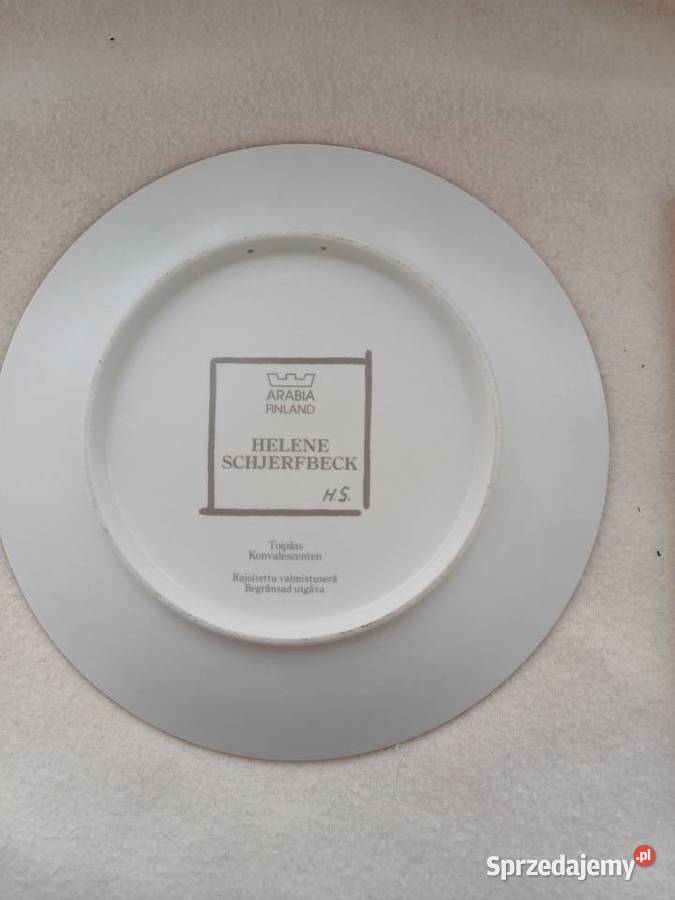 ARABIA
FINLAND
HELENE
SCHJERFBECK
H.S.
Toipilas
Konvalescenten
Rajoitettu valmistuserä
Begränsad utgåva
Sprzedajemy.pl